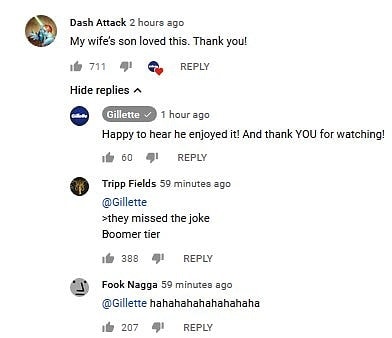 Dash Attack 2 hours ago
My wife's son loved this. Thank you!
711 REPLY
Hide replies
Gillette 1 hour ago
Happy to hear he enjoyed it! And thank YOU for watching!
60 REPLY
Tripp Fields 59 minutes ago
@Gillette
>they missed the joke
Boomer tier
388 REPLY
Fook Nagga 59 minutes ago
@Gillette hahahahahahahahaha
207 REPLY